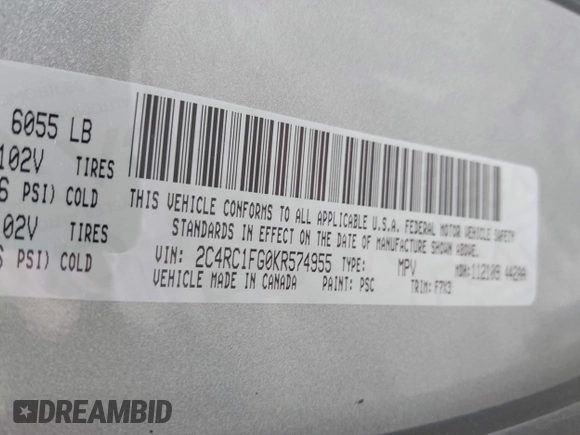 6055 LB
102V TIRES
PSI) COLD
02V TIRES
PSI) COLD
THIS VEHICLE CONFORMS TO ALL APPLICABLE U.S.A. FEDERAL MOTOR VEHICLE SAFETY
STANDARDS IN EFFECT ON THE DATE OF MANUFACTURE SHOWN ABOVE.
VIN: 2C4RC1FG0KR574955 TYPE: MPV MDH: 112109
VEHICLE MADE IN CANADA PAINT: PSC TRIM:
DREAMBID